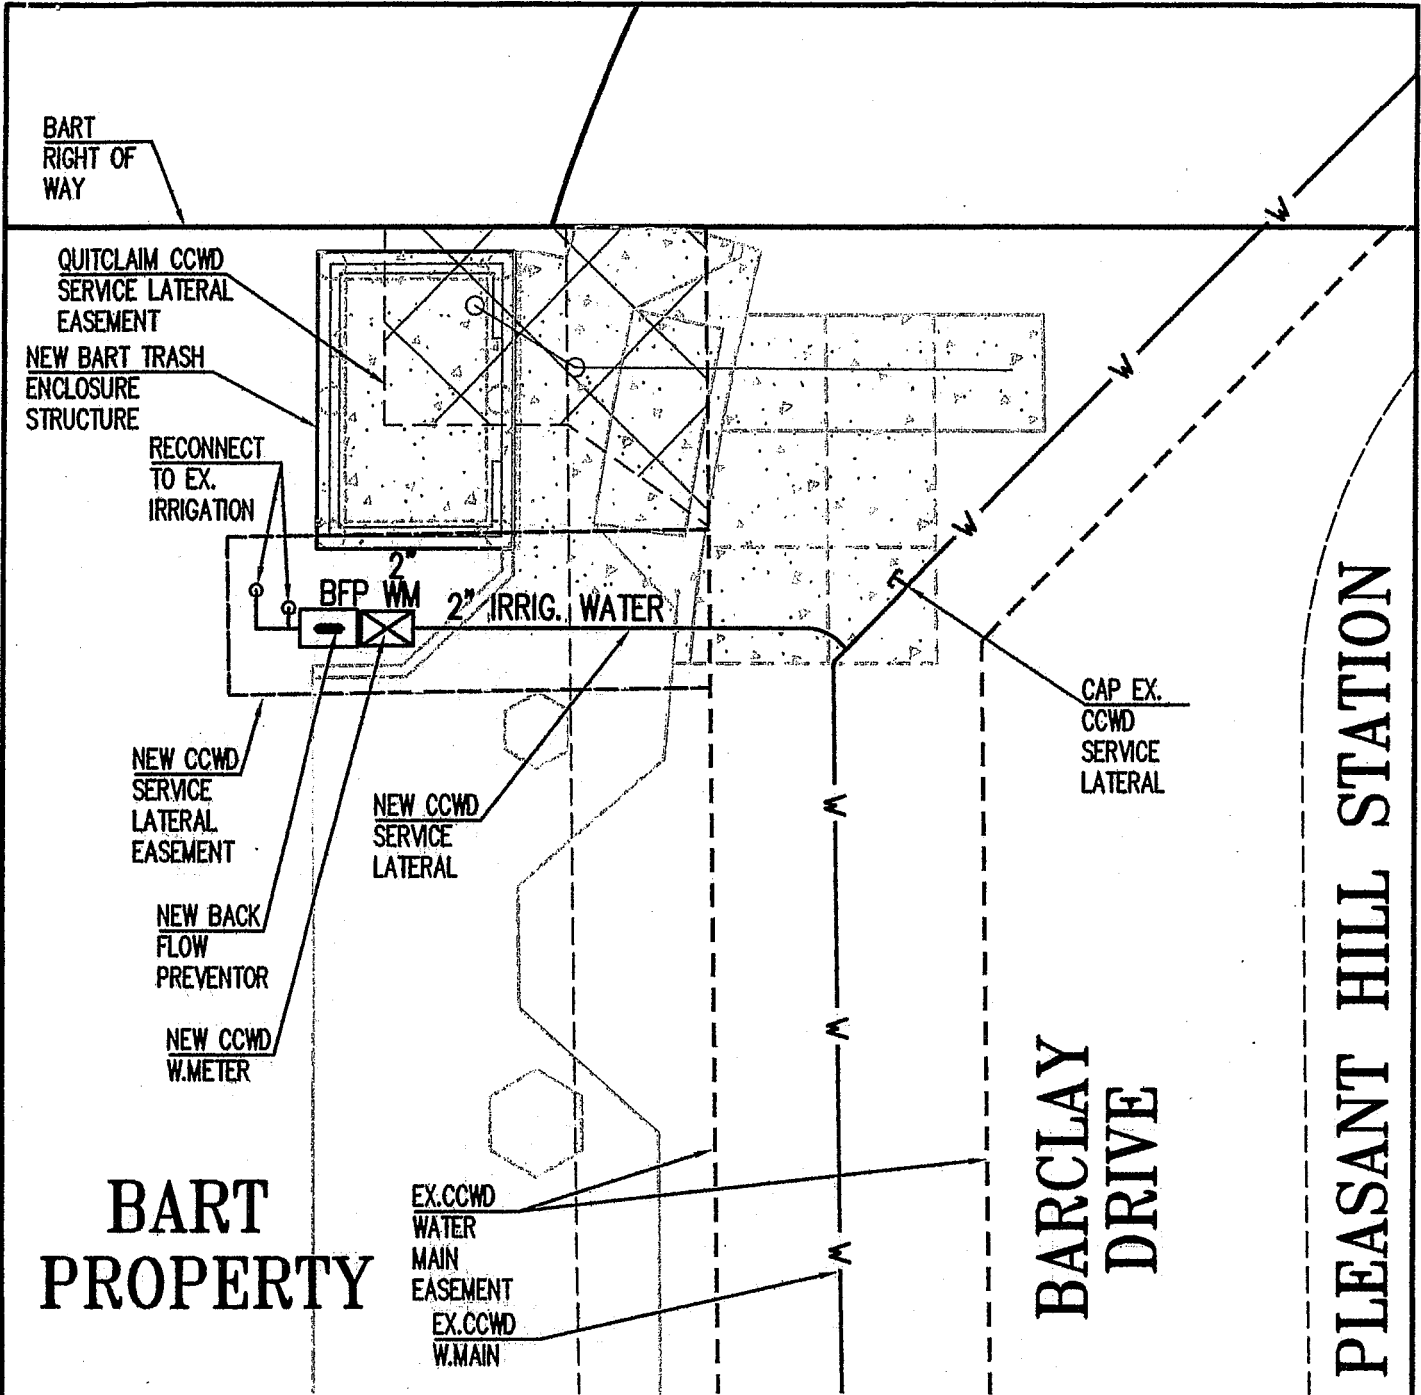 BART
RIGHT OF
WAY
QUITCLAIM CCWD
SERVICE LATERAL
EASEMENT
NEW BART TRASH
ENCLOSURE
STRUCTURE
RECONNECT
TO EX.
IRRIGATION
2"
BFP WM
2" IRRIG. WATER
W
W
W
CAP EX.
CCWD
SERVICE
LATERAL
NEW CCWD
SERVICE
LATERAL
EASEMENT
NEW CCWD
SERVICE
LATERAL
NEW BACK
FLOW
PREVENTOR
NEW CCWD
W.METER
W
W
W
BART
PROPERTY
EX.CCWD
WATER
MAIN
EASEMENT
EX.CCWD
W.MAIN
BARCLAY
DRIVE
PLEASANT HILL STATION